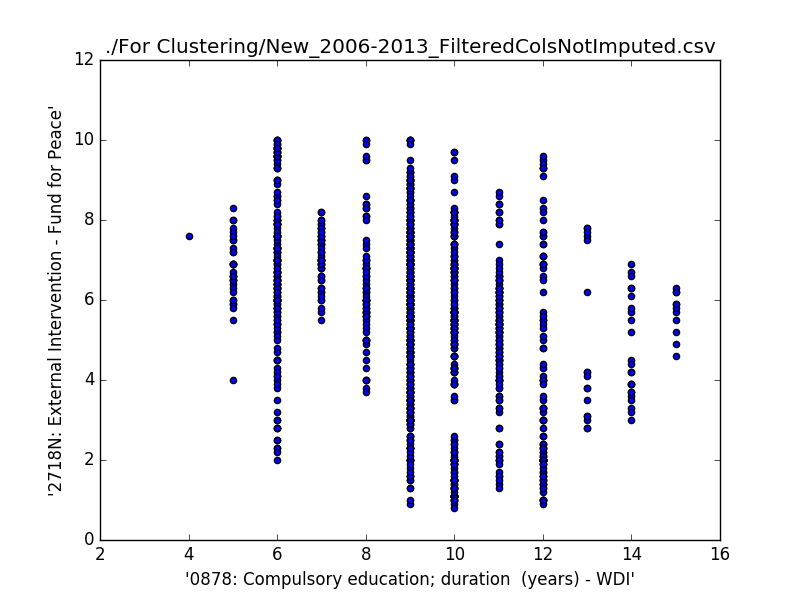 ./For Clustering/New_2006-2013_FilteredColsNotImputed.csv
12
10
8
6
4
2
0
'2718N: External Intervention - Fund for Peace'
2 4 6 8 10 12 14 16
'0878: Compulsory education; duration  (years) - WDI'